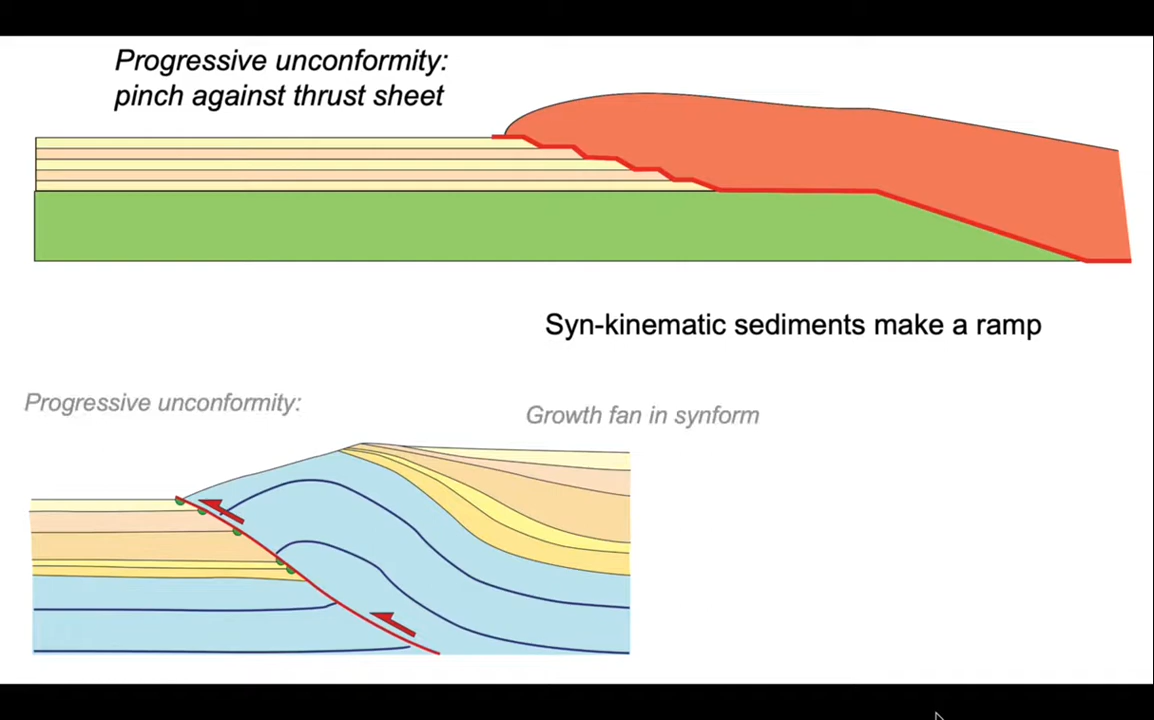 Progressive unconformity:
pinch against thrust sheet
Syn-kinematic sediments make a ramp
Progressive unconformity:
Growth fan in synform